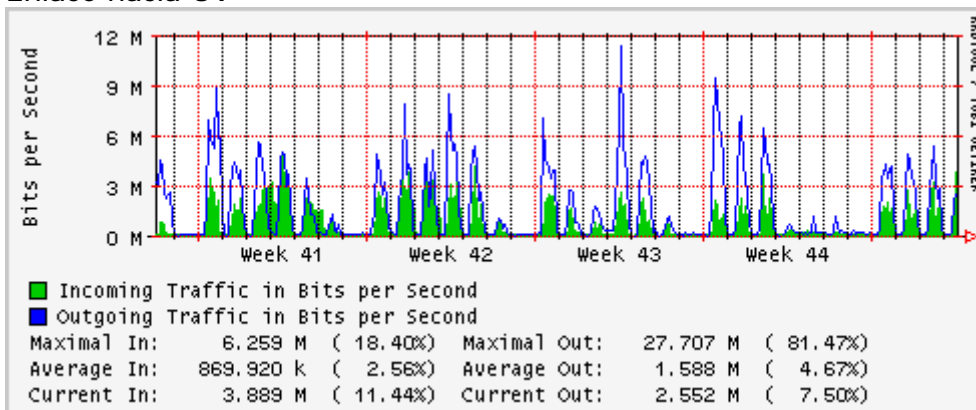 12 M
9 M
6 M
3 M
0 M
Bits per Second
Week 41 Week 42 Week 43 Week 44
Incoming Traffic in Bits per Second
Outgoing Traffic in Bits per Second
Maximal In: 6.259 M ( 18.40%) Maximal Out: 27.707 M ( 81.47%)
Average In: 869.920 k ( 2.56%) Average Out: 1.588 M ( 4.67%)
Current In: 3.889 M ( 11.44%) Current Out: 2.552 M ( 7.50%)